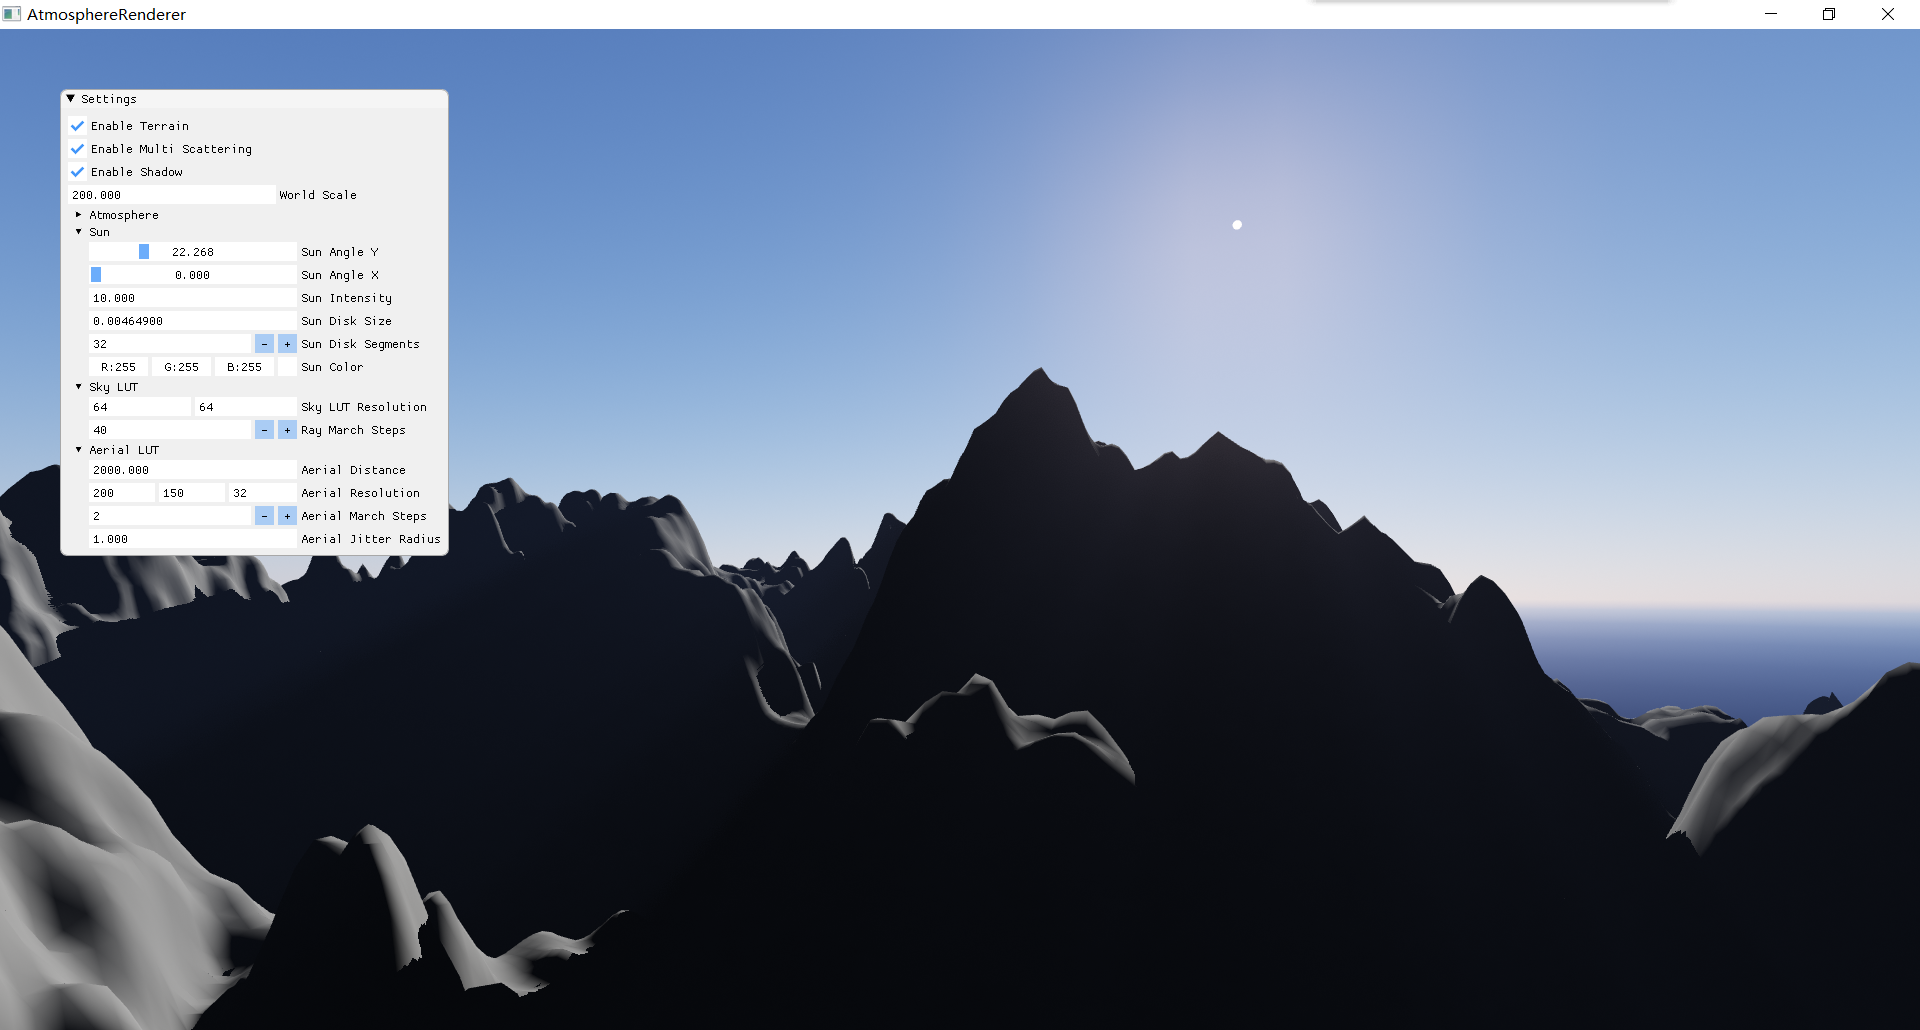 AtmosphereRenderer
Settings
Enable Terrain
Enable Multi Scattering
Enable Shadow
200.000 World Scale
Atmosphere
Sun
22.268 Sun Angle Y
0.000 Sun Angle X
10.000 Sun Intensity
0.00464900 Sun Disk Size
32 - + Sun Disk Segments
R:255 G:255 B:255 Sun Color
Sky LUT
64 64 Sky LUT Resolution
40 - + Ray March Steps
Aerial LUT
2000.000 Aerial Distance
200 150 32 Aerial Resolution
2 - + Aerial March Steps
1.000 Aerial Jitter Radius